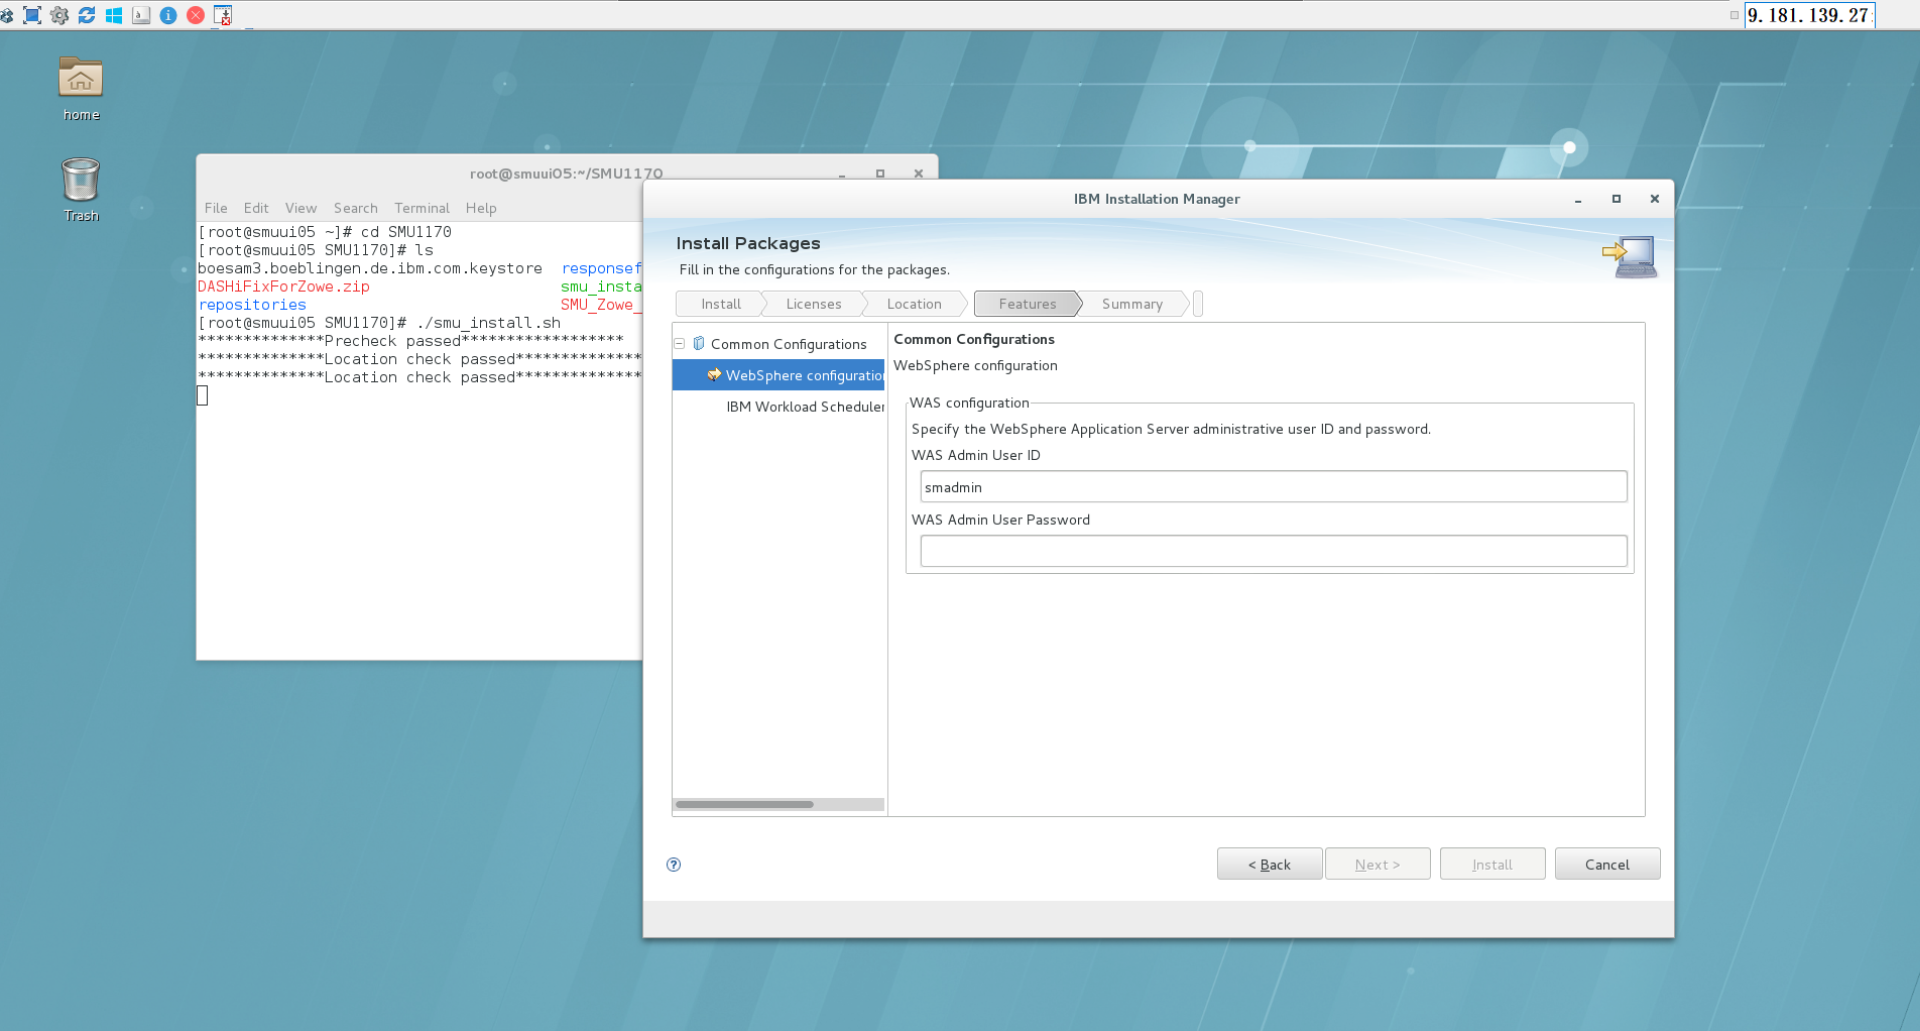 9.181.139.27
home
Trash
root@smuui05:~/SMU1170
File Edit View Search Terminal Help
[root@smuui05 ~]# cd SMU1170
[root@smuui05 SMU1170]# ls
boesam3.boeblingen.de.ibm.com.keystore responsef
DASHiFixForZowe.zip smu_insta
repositories SMU_Zowe_
[root@smuui05 SMU1170]# ./smu_install.sh
**************Precheck passed******************
**************Location check passed**************
**************Location check passed**************
IBM Installation Manager
Install Packages
Fill in the configurations for the packages.
Install Licenses Location Features Summary
Common Configurations
WebSphere configuratio
IBM Workload Scheduler
Common Configurations
WebSphere configuration
WAS configuration
Specify the WebSphere Application Server administrative user ID and password.
WAS Admin User ID
smadmin
WAS Admin User Password
?
< Back Next > Install Cancel